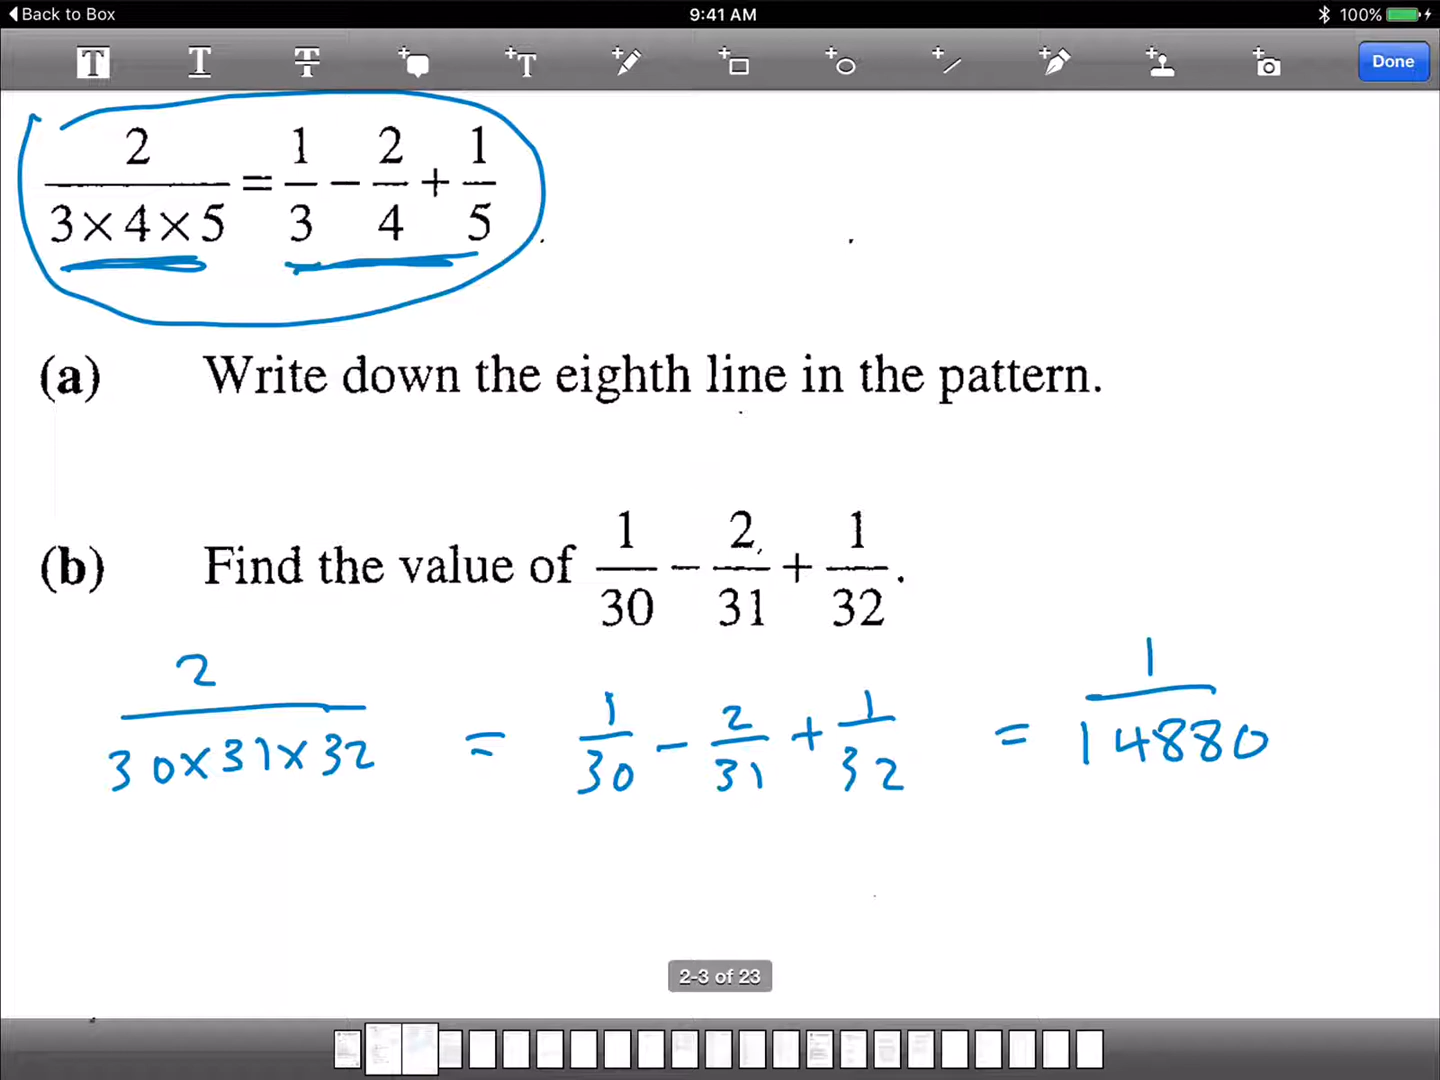 Back to Box 9:41 AM 100%
T T T T Done
2/(3×4×5) = 1/3 − 2/4 + 1/5
(a) Write down the eighth line in the pattern.
(b) Find the value of 1/30 − 2/31 + 1/32.
2/(30×31×32) = 1/30 − 2/31 + 1/32 = 1/14880
2-3 of 23